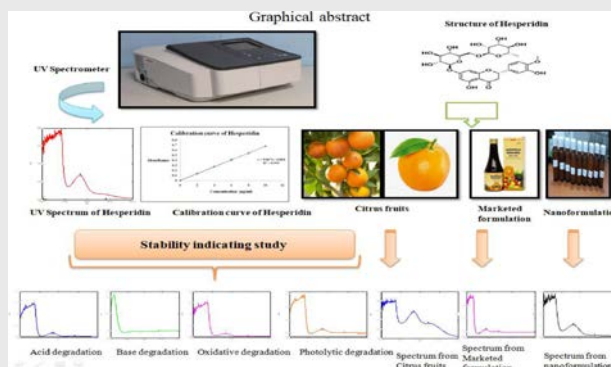 Graphical abstract
Structure of Hesperidin
UV Spectrometer
Calibration curve of Hesperidin
UV Spectrum of Hesperidin
Calibration curve of Hesperidin
Citrus fruits
Marketed
formulation
Nanoformulation
Stability indicating study
Acid degradation
Base degradation
Oxidative degradation
Photolytic degradation
Spectrum from
Citrus fruits
Spectrum from
Marketed
formulation
Spectrum from
nanoformulation